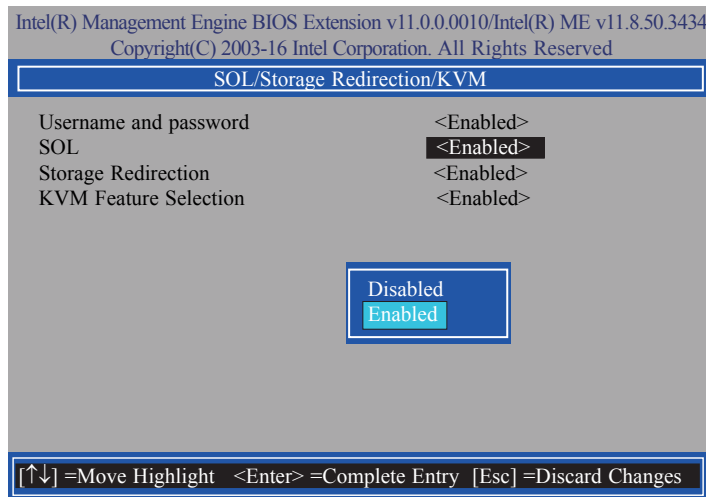 Intel(R) Management Engine BIOS Extension v11.0.0.0010/Intel(R) ME v11.8.50.3434
Copyright(C) 2003-16 Intel Corporation. All Rights Reserved
SOL/Storage Redirection/KVM
Username and password <Enabled>
SOL <Enabled>
Storage Redirection <Enabled>
KVM Feature Selection <Enabled>
Disabled
Enabled
[↑↓] =Move Highlight <Enter> =Complete Entry [Esc] =Discard Changes